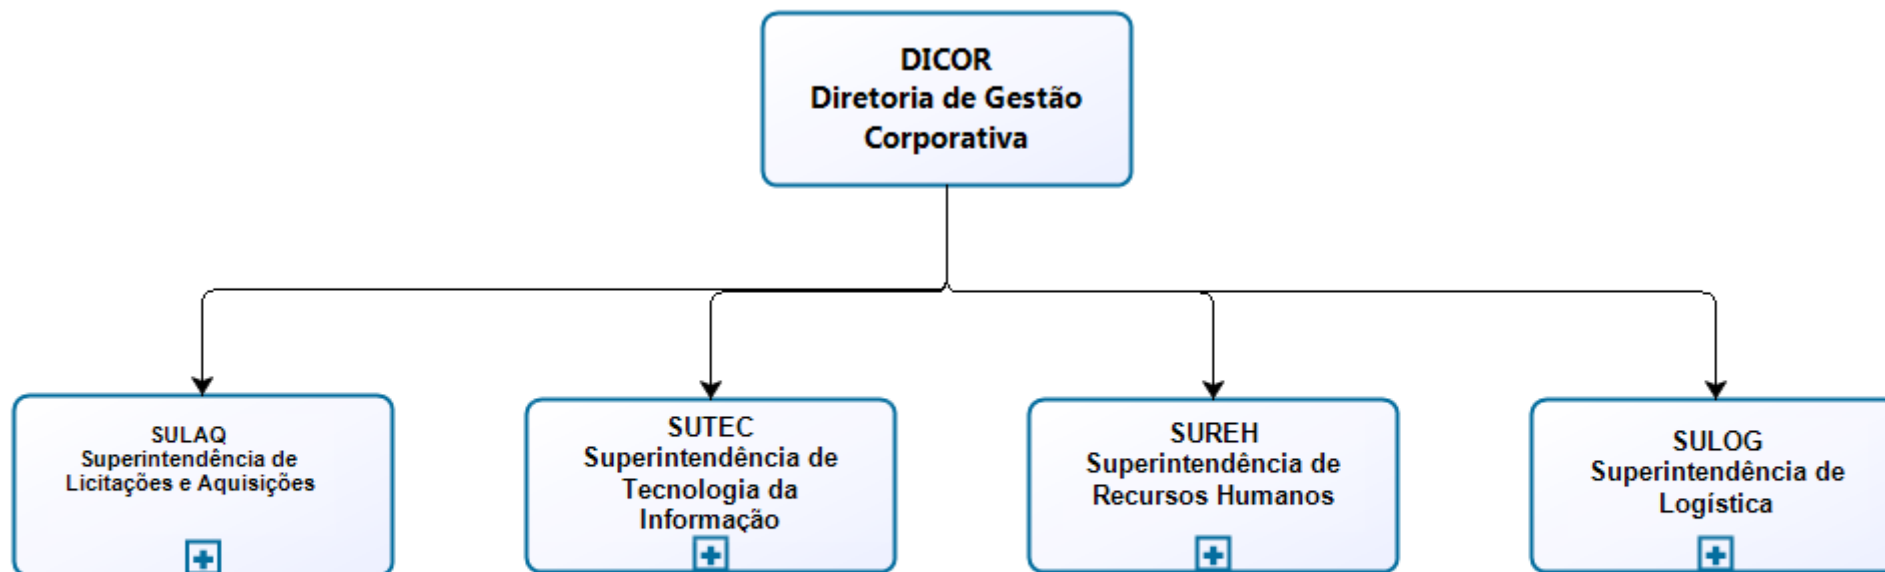 DICOR
Diretoria de Gestão
Corporativa
SULAQ
Superintendência de
Licitações e Aquisições
SUTEC
Superintendência de
Tecnologia da
Informação
SUREH
Superintendência de
Recursos Humanos
SULOG
Superintendência de
Logística